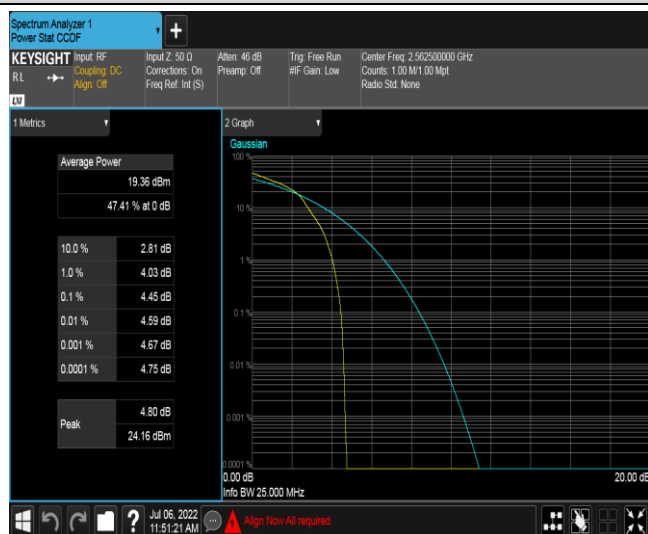 Spectrum Analyzer 1
Power Stat CCDF
+
KEYSIGHT
RL
LXI
Input: RF
Coupling: DC
Align: Off
Input Z: 50 Ω
Corrections: On
Freq Ref: Int (S)
Atten: 46 dB
Preamp: Off
Trig: Free Run
#IF Gain: Low
Center Freq: 2.562500000 GHz
Counts: 1.00 M/1.00 Mpt
Radio Std: None
1 Metrics
Average Power
19.36 dBm
47.41 % at 0 dB
10.0 % 2.81 dB
1.0 % 4.03 dB
0.1 % 4.45 dB
0.01 % 4.59 dB
0.001 % 4.67 dB
0.0001 % 4.75 dB
Peak
4.80 dB
24.16 dBm
2 Graph
Gaussian
100 %
10 %
1 %
0.1 %
0.01 %
0.001 %
0.0001 %
0.00 dB 20.00 dB
Info BW 25.000 MHz
?
Jul 06, 2022
11:51:21 AM
1
Align Now All required